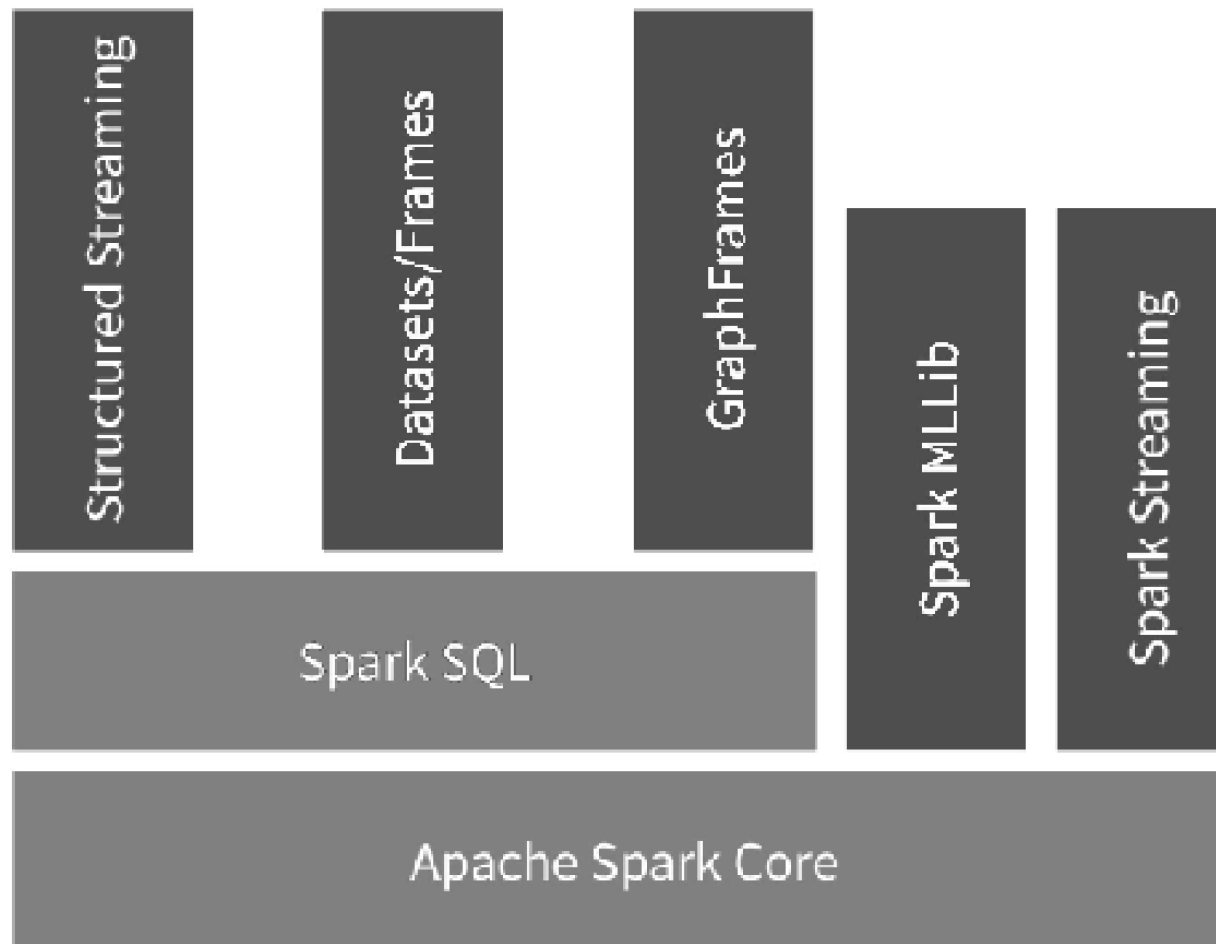 Structured Streaming
Datasets/Frames
GraphFrames
Spark MLLib
Spark Streaming
Spark SQL
Apache Spark Core